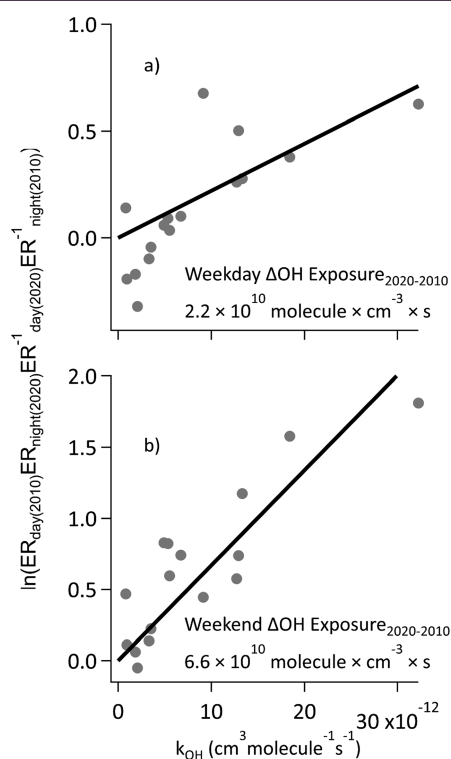 1.0
a)
0.5
0.0
Weekday ΔOH Exposure2020-2010
2.2 × 10^10 molecule × cm^-3 × s
ln(ERday(2010)ERnight(2020)ER^-1day(2020)ER^-1night(2010))
2.0
b)
1.5
1.0
0.5
Weekend ΔOH Exposure2020-2010
0.0
6.6 × 10^10 molecule × cm^-3 × s
0 10 20 30 x10^-12
kOH (cm^3 molecule^-1 s^-1)